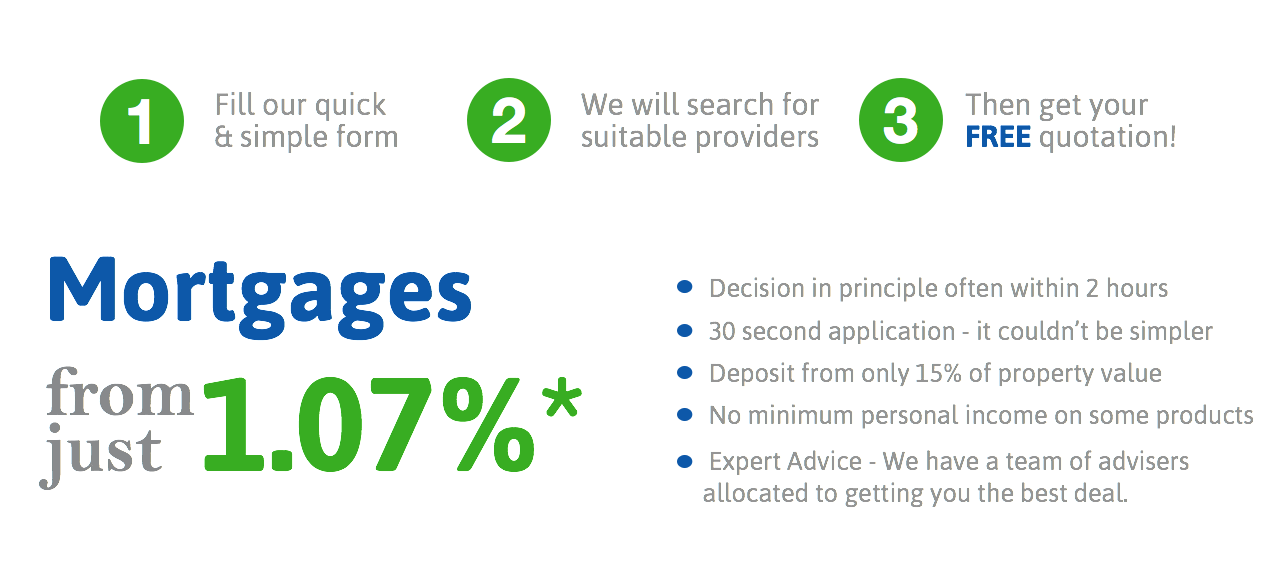 1 Fill our quick
& simple form
2 We will search for
suitable providers
3 Then get your
FREE quotation!
Mortgages
from
just 1.07%*
Decision in principle often within 2 hours
30 second application - it couldn't be simpler
Deposit from only 15% of property value
No minimum personal income on some products
Expert Advice - We have a team of advisers
allocated to getting you the best deal.